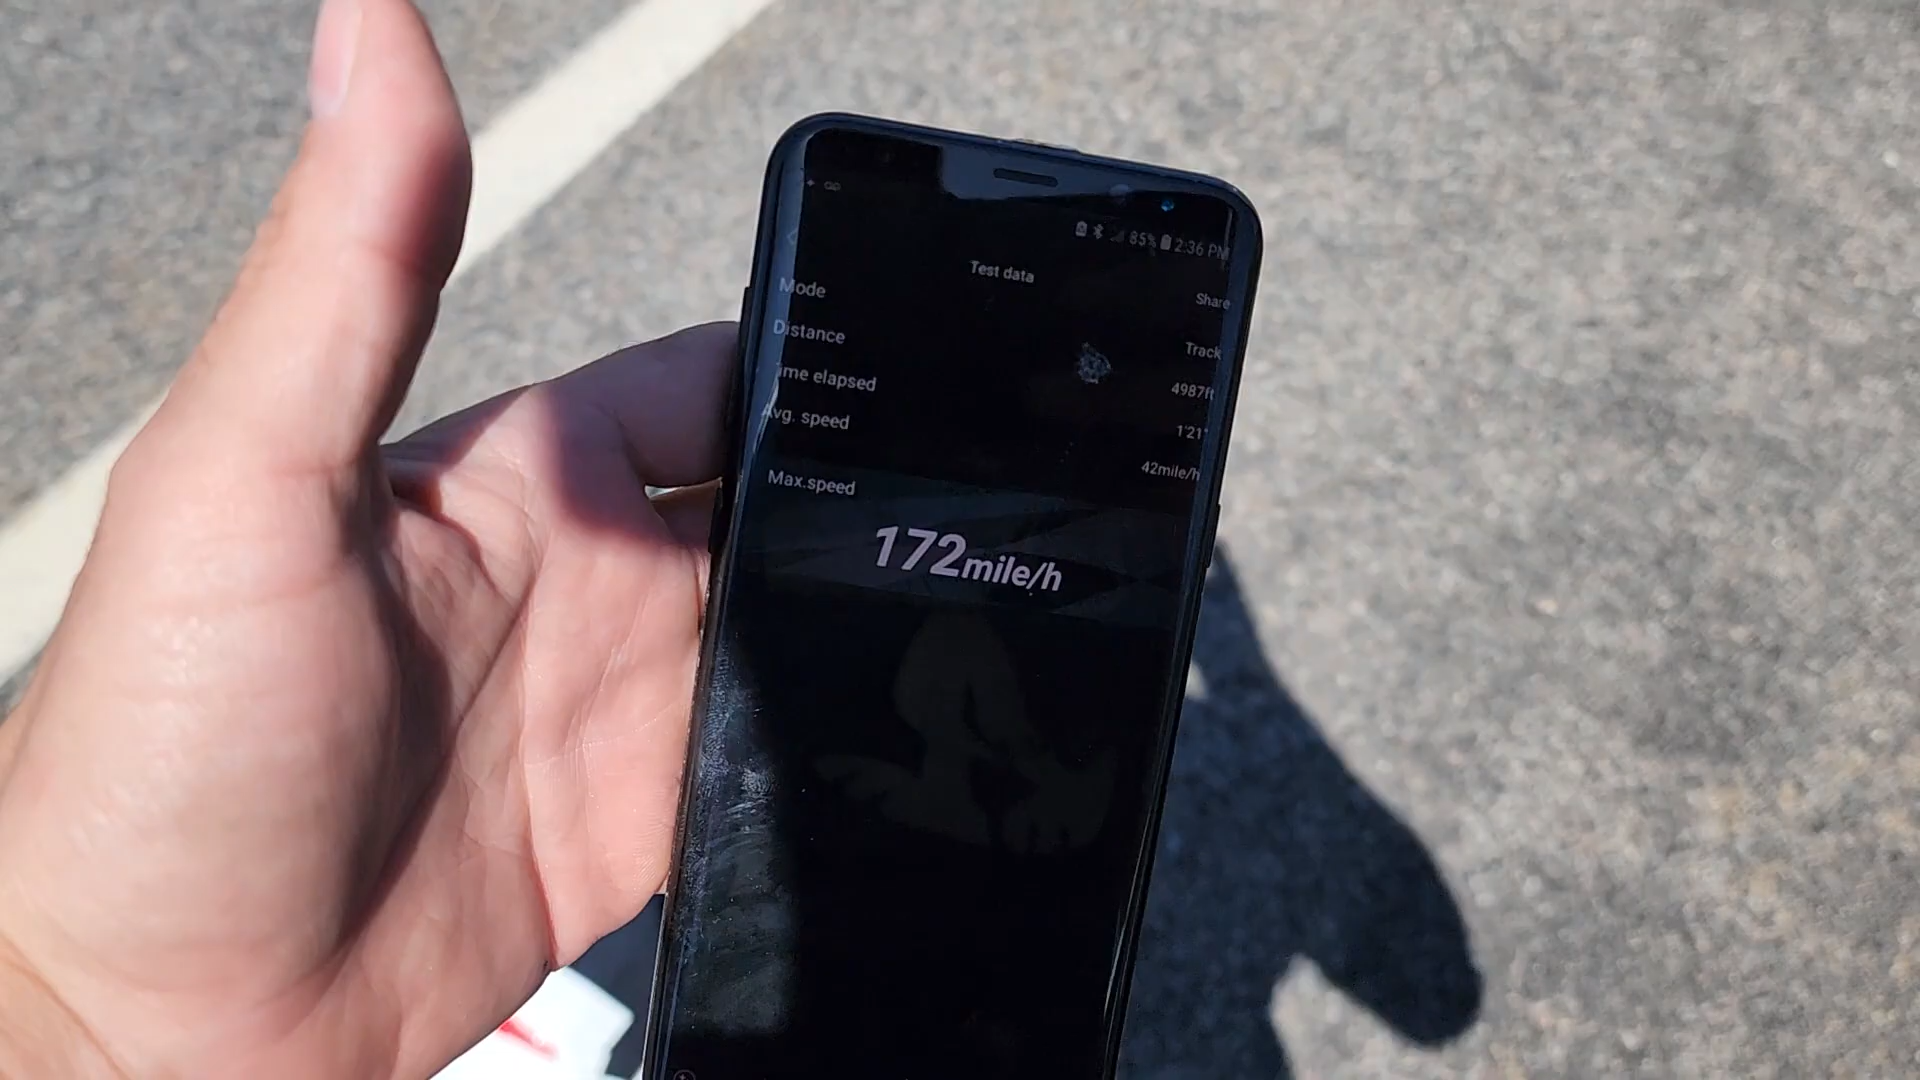 85% 2:36 PM
Test data
Share
Mode
Track
Distance
4987ft
Time elapsed
1'21"
Avg. speed
42mile/h
Max.speed
172mile/h